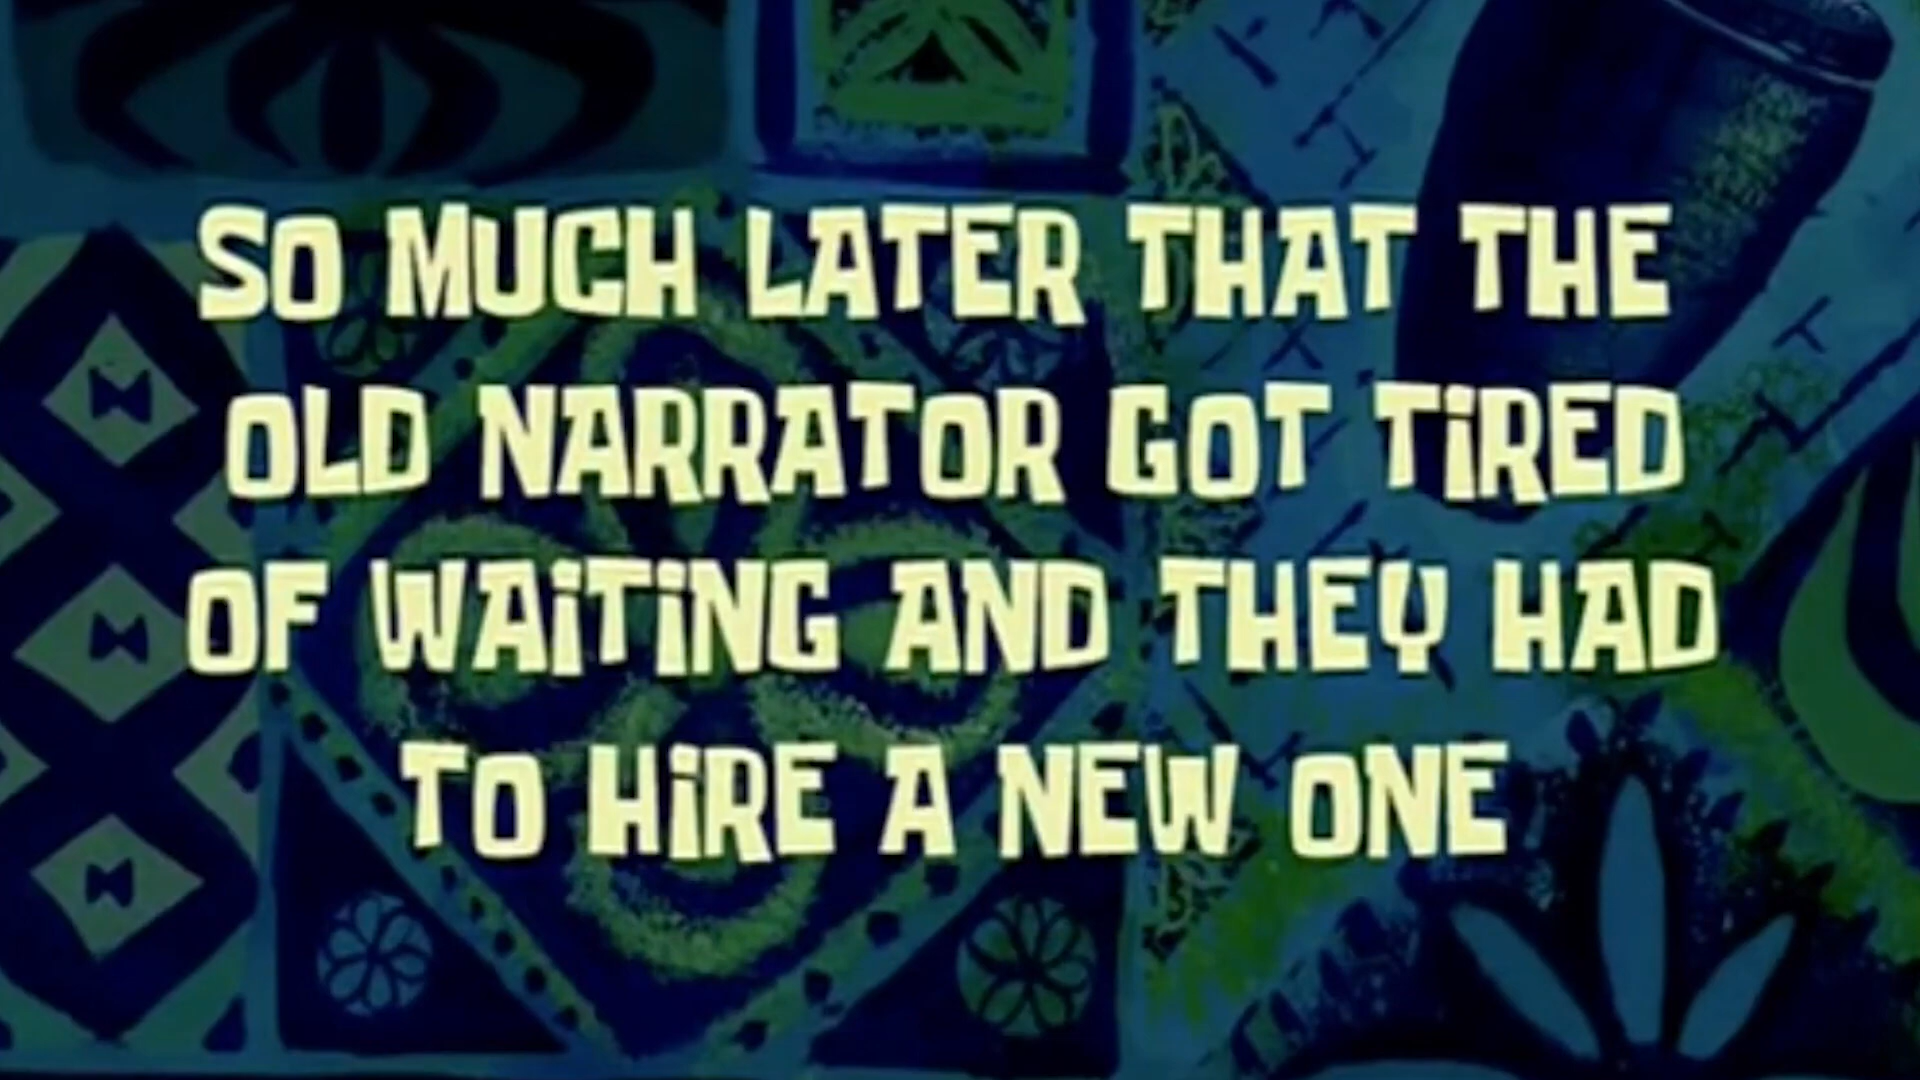 SO MUCH LATER THAT THE
OLD NARRATOR GOT TiRED
OF WAiTiNG AND THEY HAD
TO HiRE A NEW ONE